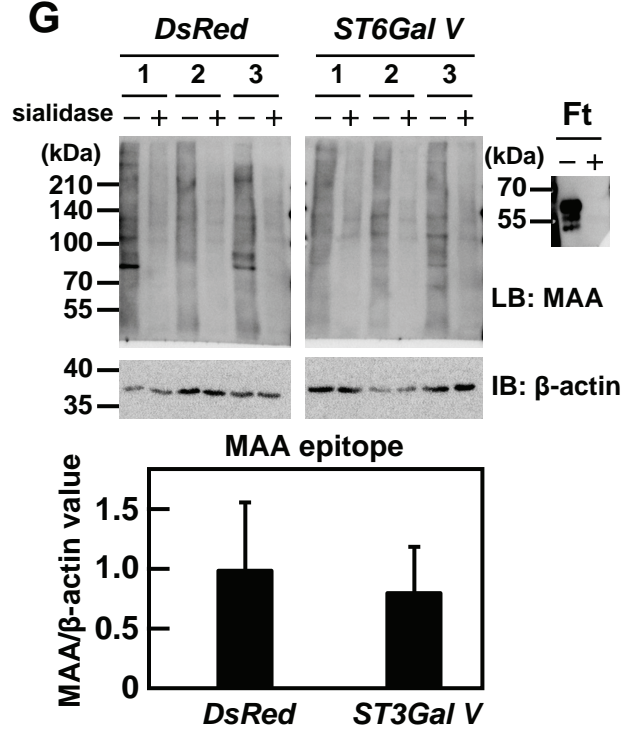 G
DsRed ST6Gal V
1 2 3 1 2 3
sialidase − + − + − + − + − + − +
Ft
(kDa) (kDa) − +
210
140
100
70
55
70
55
LB: MAA
40
35
IB: β-actin
MAA epitope
MAA/β-actin value
1.5
1.0
0.5
0
DsRed ST3Gal V